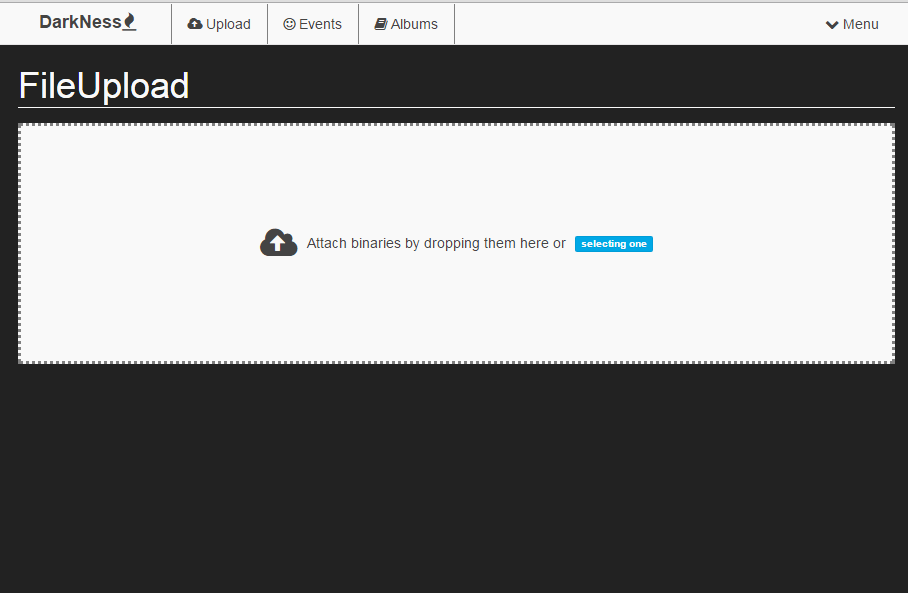 DarkNess
Upload
Events
Albums
Menu
FileUpload
Attach binaries by dropping them here or selecting one